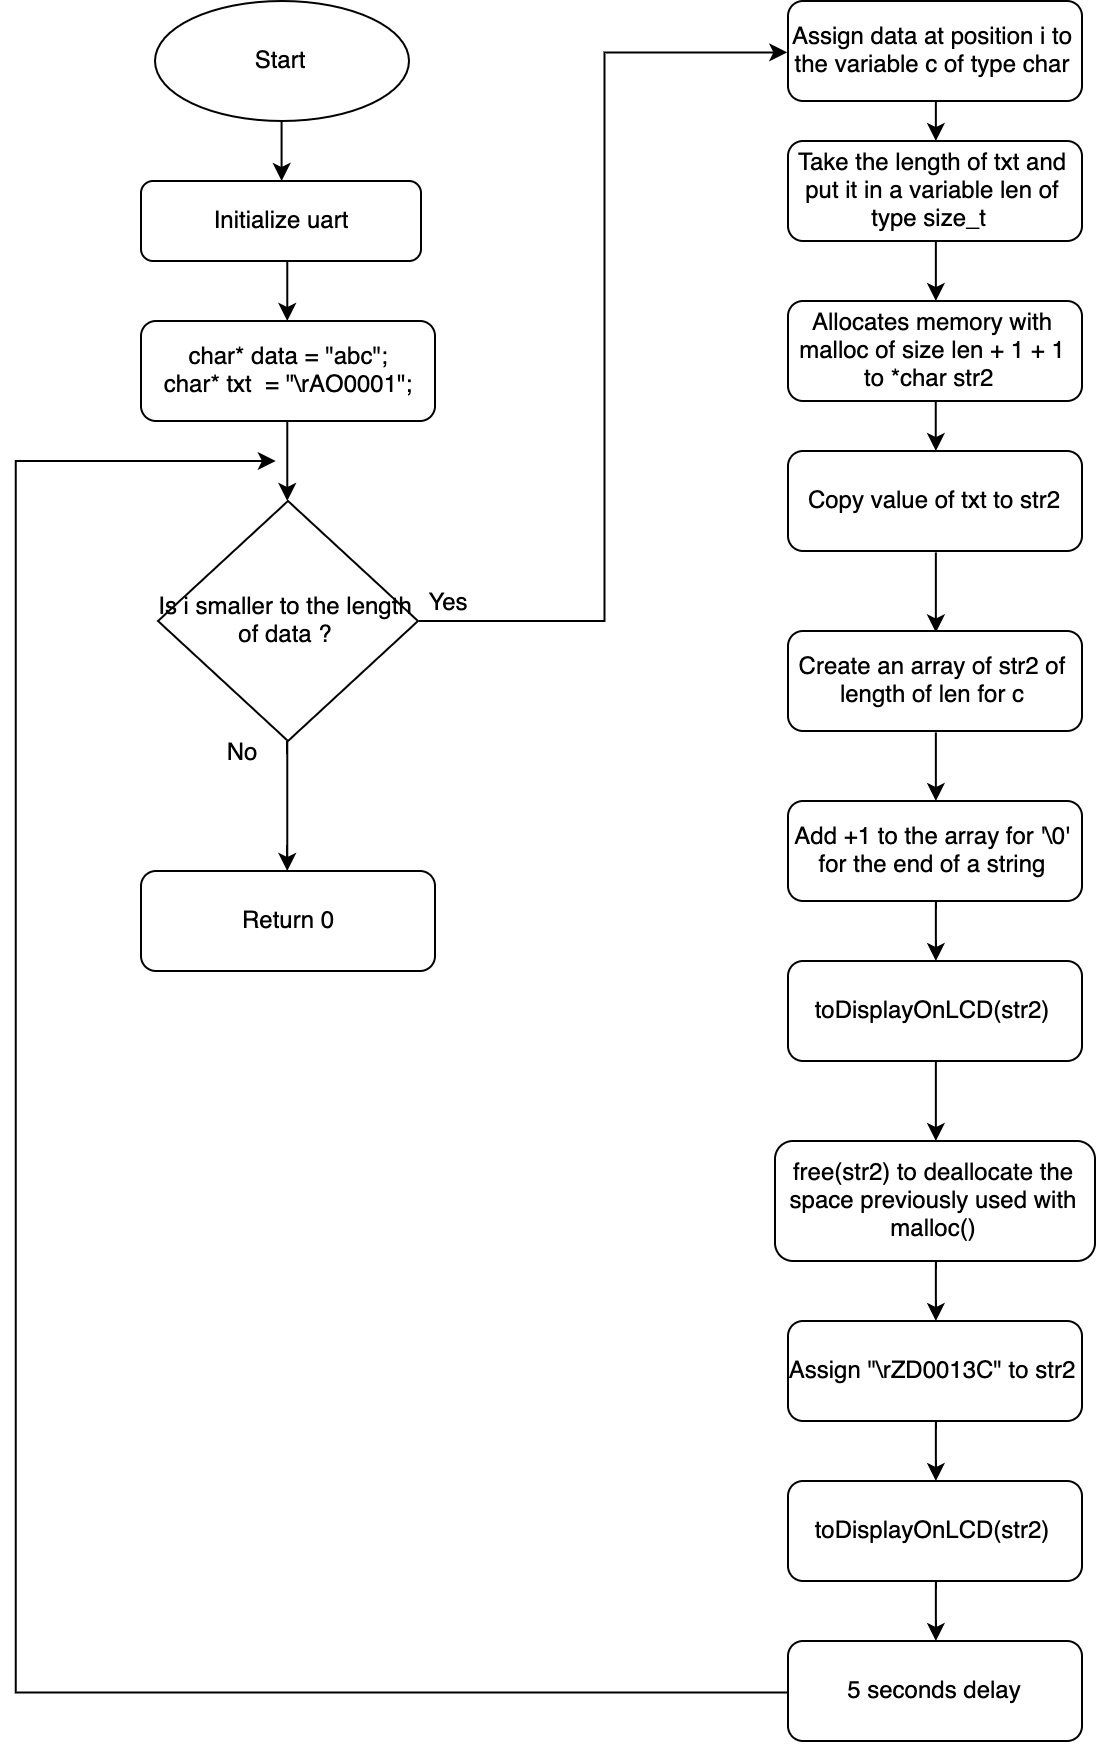 Start
Initialize uart
char* data = "abc";
char* txt  = "\rAO0001";
Is i smaller to the length
of data ?
Yes
No
Return 0
Assign data at position i to
the variable c of type char
Take the length of txt and
put it in a variable len of
type size_t
Allocates memory with
malloc of size len + 1 + 1
to *char str2
Copy value of txt to str2
Create an array of str2 of
length of len for c
Add +1 to the array for '\0'
for the end of a string
toDisplayOnLCD(str2)
free(str2) to deallocate the
space previously used with
malloc()
Assign "\rZD0013C" to str2
toDisplayOnLCD(str2)
5 seconds delay